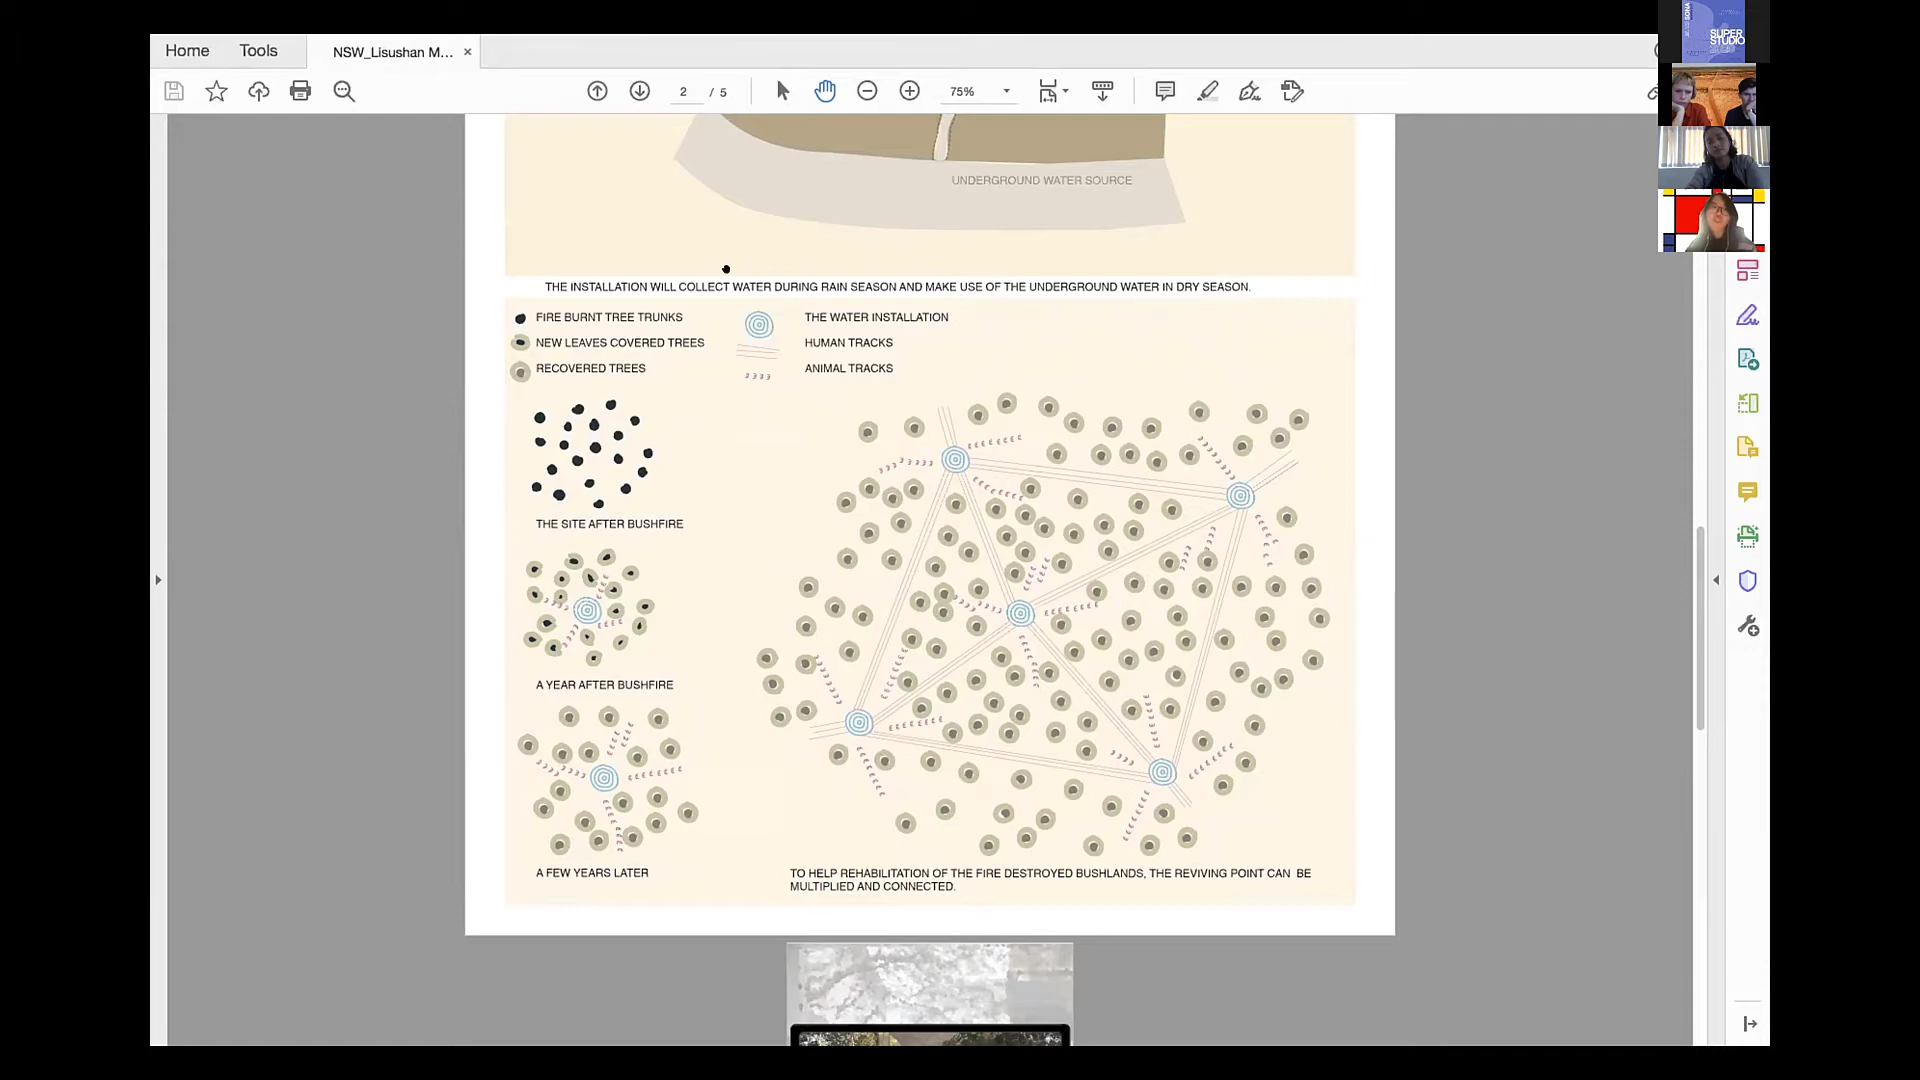 Home
Tools
NSW_Lisushan M...
2 / 5
75%
SONA
SUPER
STUDIO
UNDERGROUND WATER SOURCE
THE INSTALLATION WILL COLLECT WATER DURING RAIN SEASON AND MAKE USE OF THE UNDERGROUND WATER IN DRY SEASON.
FIRE BURNT TREE TRUNKS
NEW LEAVES COVERED TREES
RECOVERED TREES
THE WATER INSTALLATION
HUMAN TRACKS
ANIMAL TRACKS
THE SITE AFTER BUSHFIRE
A YEAR AFTER BUSHFIRE
A FEW YEARS LATER
TO HELP REHABILITATION OF THE FIRE DESTROYED BUSHLANDS, THE REVIVING POINT CAN BE
MULTIPLIED AND CONNECTED.